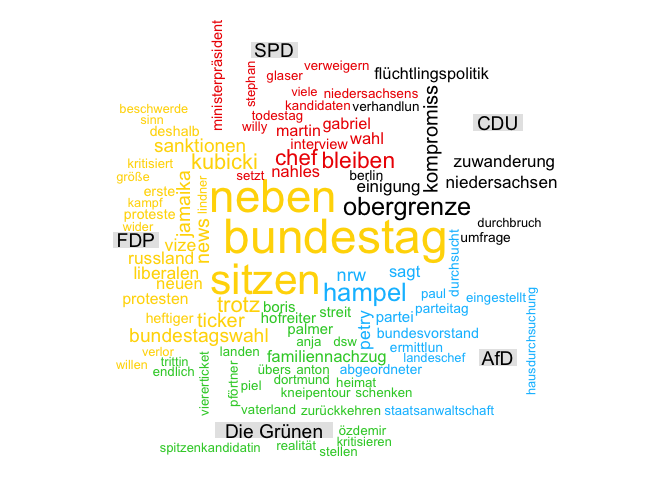 SPD
verweigern
glaser
flüchtlingspolitik
ministerpräsident
stephan
viele
niedersachsens
kompromiss
beschwerde
kandidaten
verhandlun
sinn
todestag
CDU
deshalb
willy
martin
gabriel
sanktionen
interview
wahl
kritisiert
kubicki
chef
bleiben
zuwanderung
größe
jamaika
setzt
nahles
berlin
einigung
niedersachsen
erste
lindner
neben
kampf
obergrenze
proteste
durchbruch
wider
news
bundestag
umfrage
FDP
vize
durchsucht
russland
liberalen
sitzen
nrw
sagt
neuen
hampel
paul
eingestellt
protesten
trotz
boris
streit
parteitag
hausdurchsuchung
heftiger
ticker
hofreiter
petry
partei
bundestagswahl
palmer
bundesvorstand
verlor
anja
dsw
ermittlun
willen
trittin
landen
familiennachzug
landeschef
AfD
endlich
viererticket
pförtner
übers
anton
abgeordneter
piel
dortmund
heimat
kneipentour
schenken
vaterland
zurückkehren
staatsanwaltschaft
Die Grünen
özdemir
spitzenkandidatin
realität
kritisieren
stellen